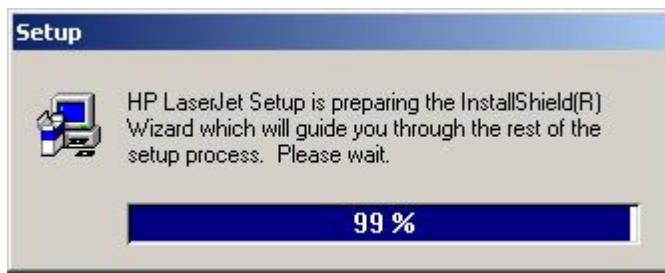 Setup
HP LaserJet Setup is preparing the InstallShield(R)
Wizard which will guide you through the rest of the
setup process.  Please wait.
99 %